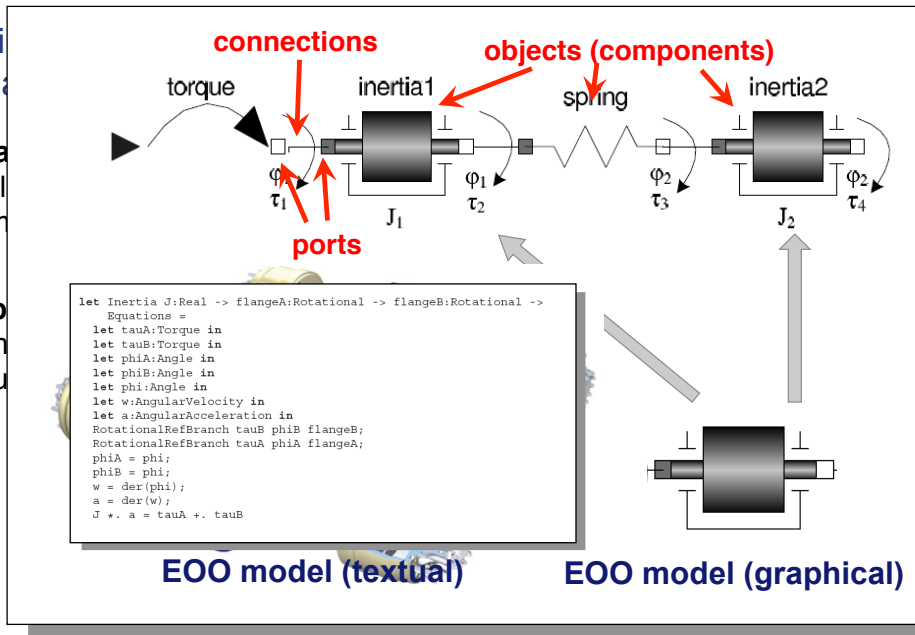 connections
objects (components)
torque
inertia1
spring
inertia2
τ1
φ1
τ2
φ2
τ3
φ2
τ4
J1
J2
ports
let Inertia J:Real -> flangeA:Rotational -> flangeB:Rotational ->
Equations =
let tauA:Torque in
let tauB:Torque in
let phiA:Angle in
let phiB:Angle in
let phi:Angle in
let w:AngularVelocity in
let a:AngularAcceleration in
RotationalRefBranch tauB phiB flangeB;
RotationalRefBranch tauA phiA flangeA;
phiA = phi;
phiB = phi;
w = der(phi);
a = der(w);
J *. a = tauA +. tauB
EOO model (textual)
EOO model (graphical)